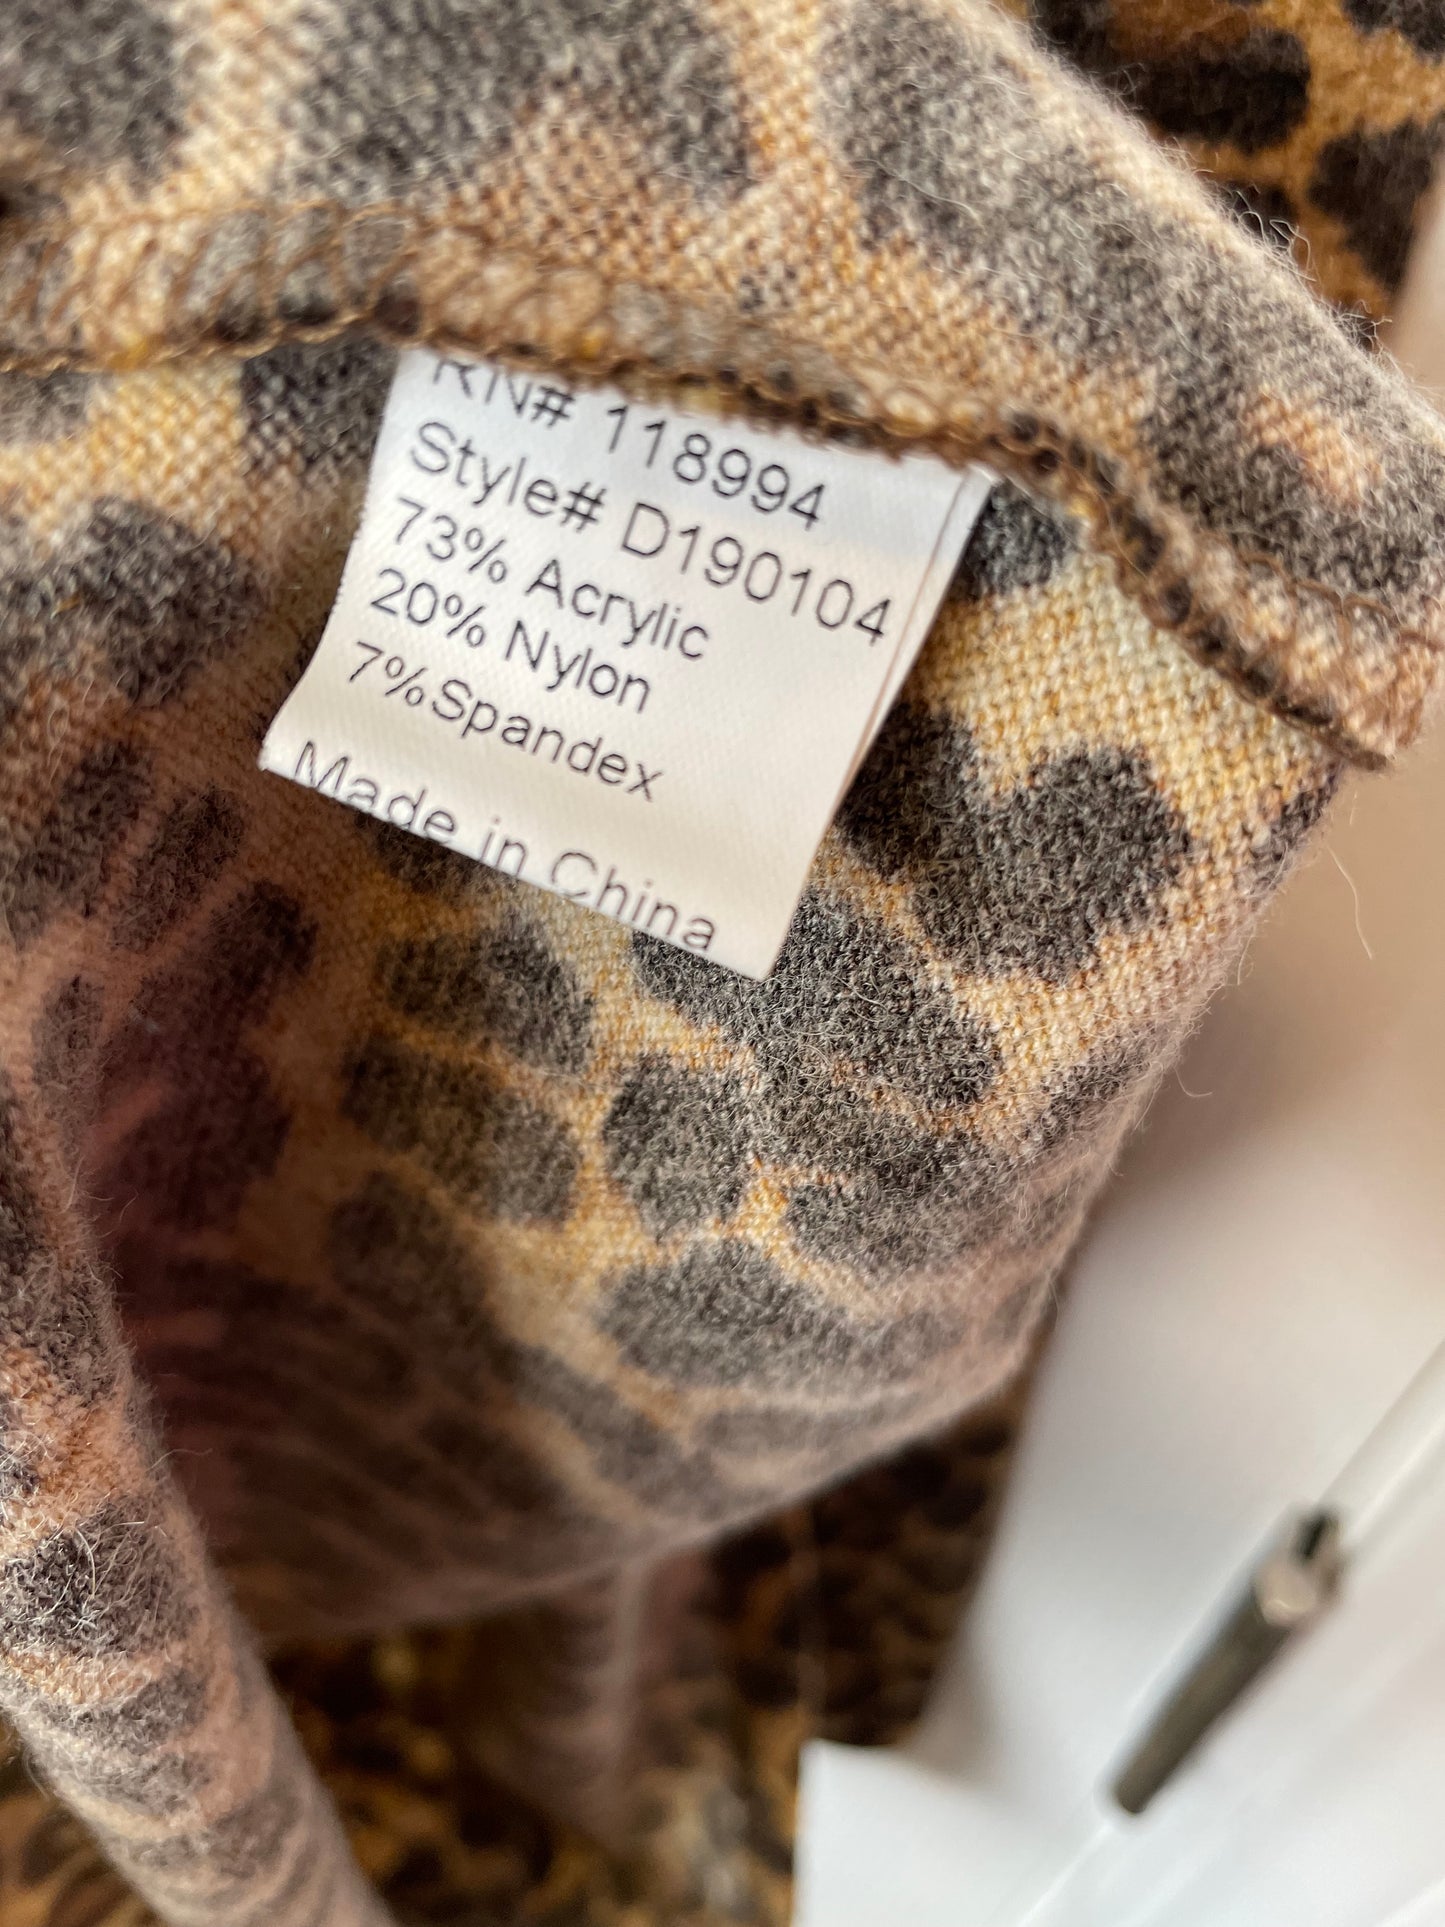 RN# 118994
Style# D190104
73% Acrylic
20% Nylon
7%Spandex
Made in China